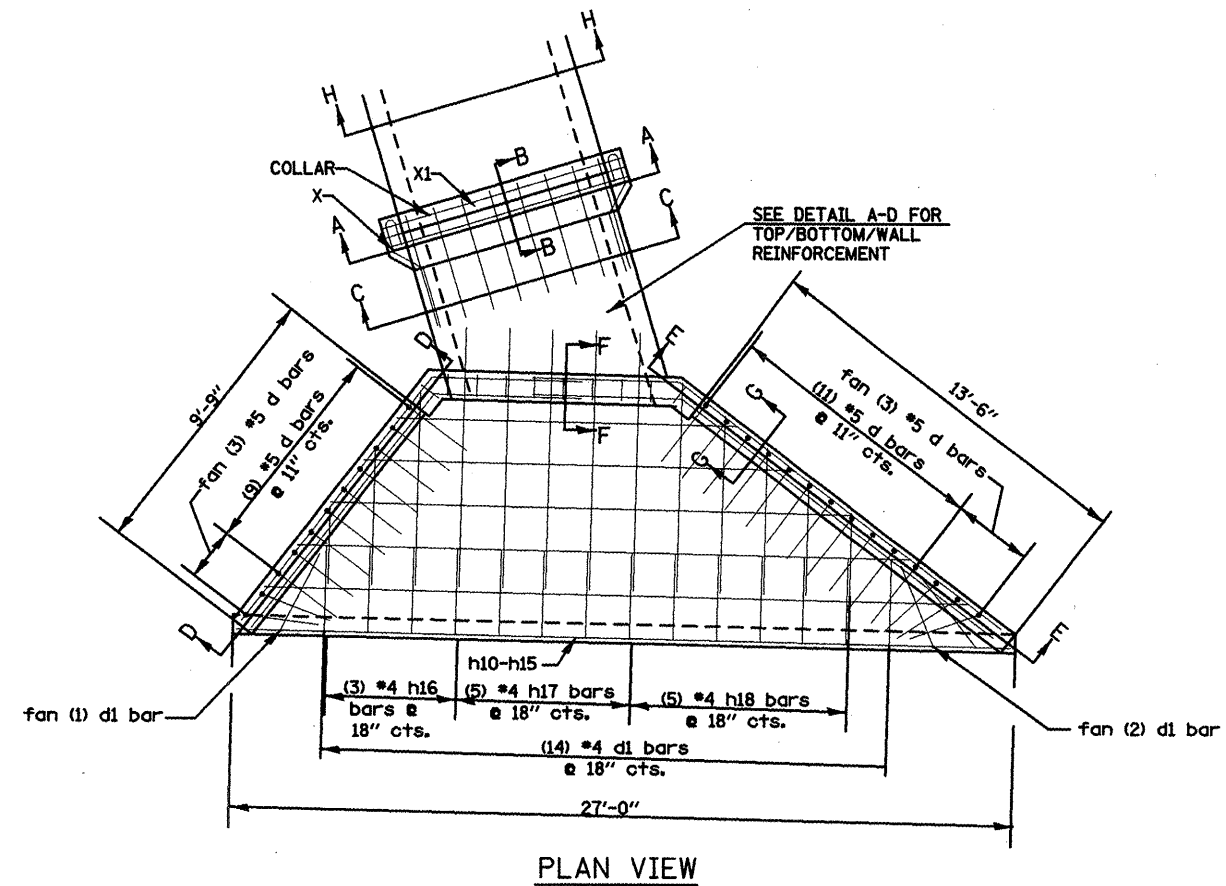 H
H
A
COLLAR
X1
B
X
A
C
B
SEE DETAIL A-D FOR
TOP/BOTTOM/WALL
REINFORCEMENT
C
D
F
E
9'-9"
fan (3) #5 d bars
(9) #5 d bars
@ 11" cts.
G
fan (3) #5 d bars
(11) #5 d bars
@ 11" cts.
13'-6"
F
G
D
E
h10-h15
(3) #4 h16
bars @
18" cts.
(5) #4 h17 bars
@ 18" cts.
(5) #4 h18 bars
@ 18" cts.
fan (1) d1 bar
fan (2) d1 bar
(14) #4 d1 bars
@ 18" cts.
27'-0"
PLAN VIEW